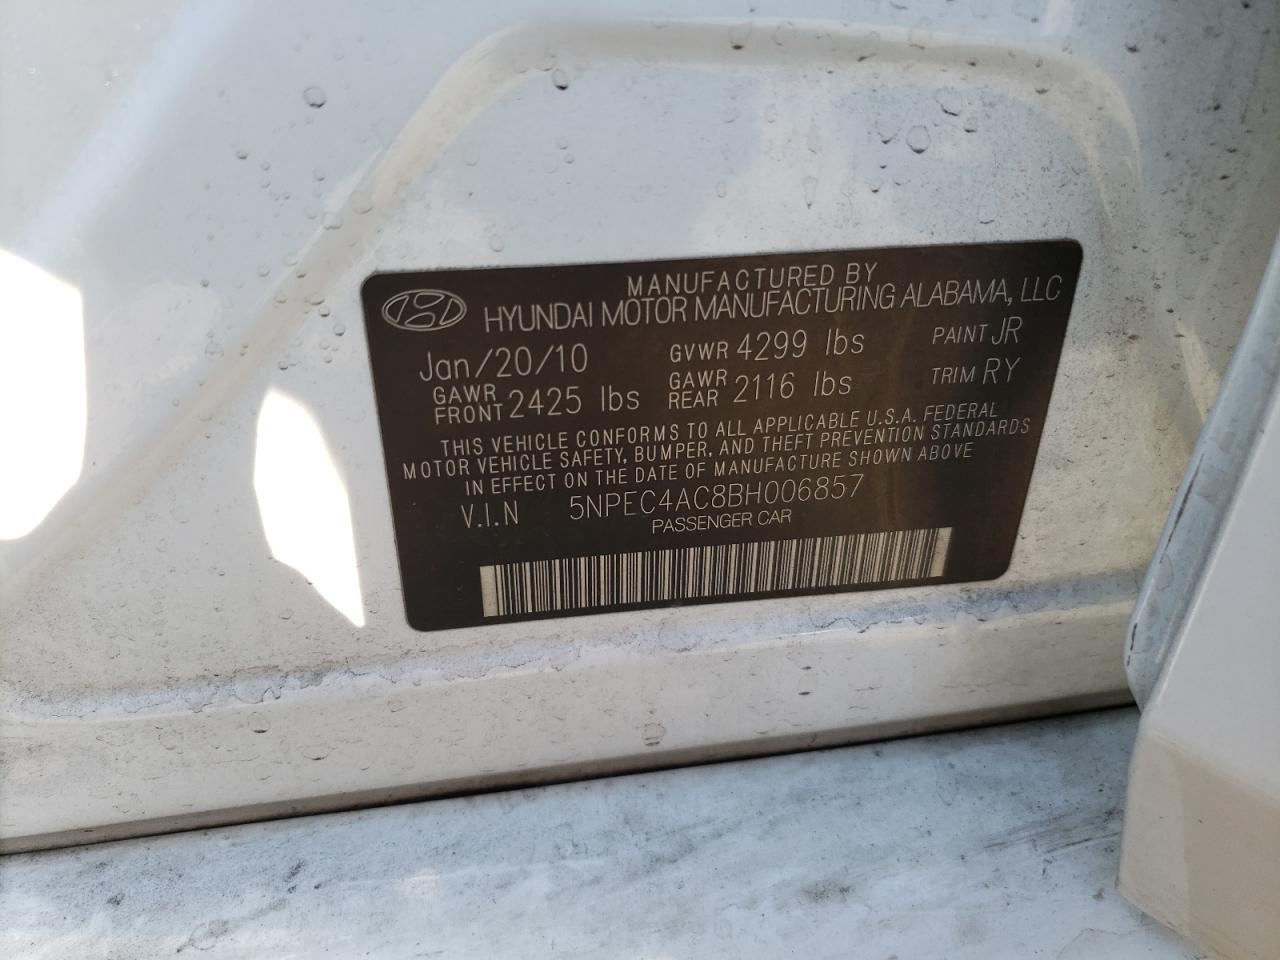 MANUFACTURED BY
HYUNDAI MOTOR MANUFACTURING ALABAMA, LLC
Jan/20/10 GVWR 4299 lbs PAINT JR
GAWR FRONT 2425 lbs GAWR REAR 2116 lbs TRIM RY
THIS VEHICLE CONFORMS TO ALL APPLICABLE U.S.A. FEDERAL
MOTOR VEHICLE SAFETY, BUMPER, AND THEFT PREVENTION STANDARDS
IN EFFECT ON THE DATE OF MANUFACTURE SHOWN ABOVE
V.I.N 5NPEC4AC8BH006857
PASSENGER CAR